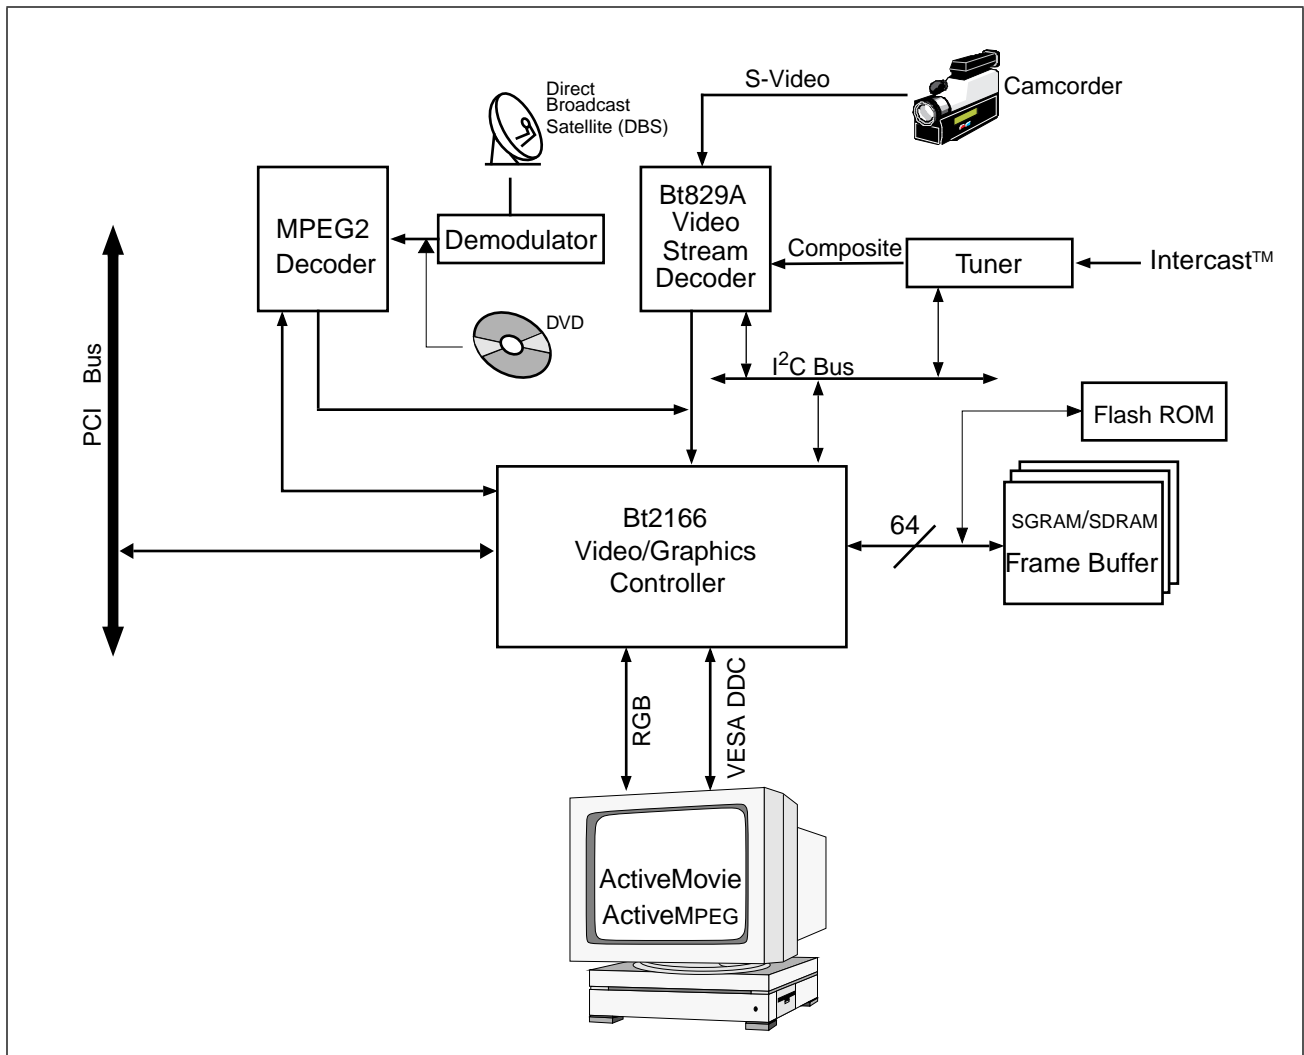 S-Video
Camcorder
Direct
Broadcast
Satellite (DBS)
Bt829A
Video
Stream
Decoder
MPEG2
Decoder
Demodulator
Composite
Tuner
Intercast™
DVD
I²C Bus
PCI Bus
Flash ROM
Bt2166
Video/Graphics
Controller
64
SGRAM/SDRAM
Frame Buffer
RGB
VESA DDC
ActiveMovie
ActiveMPEG